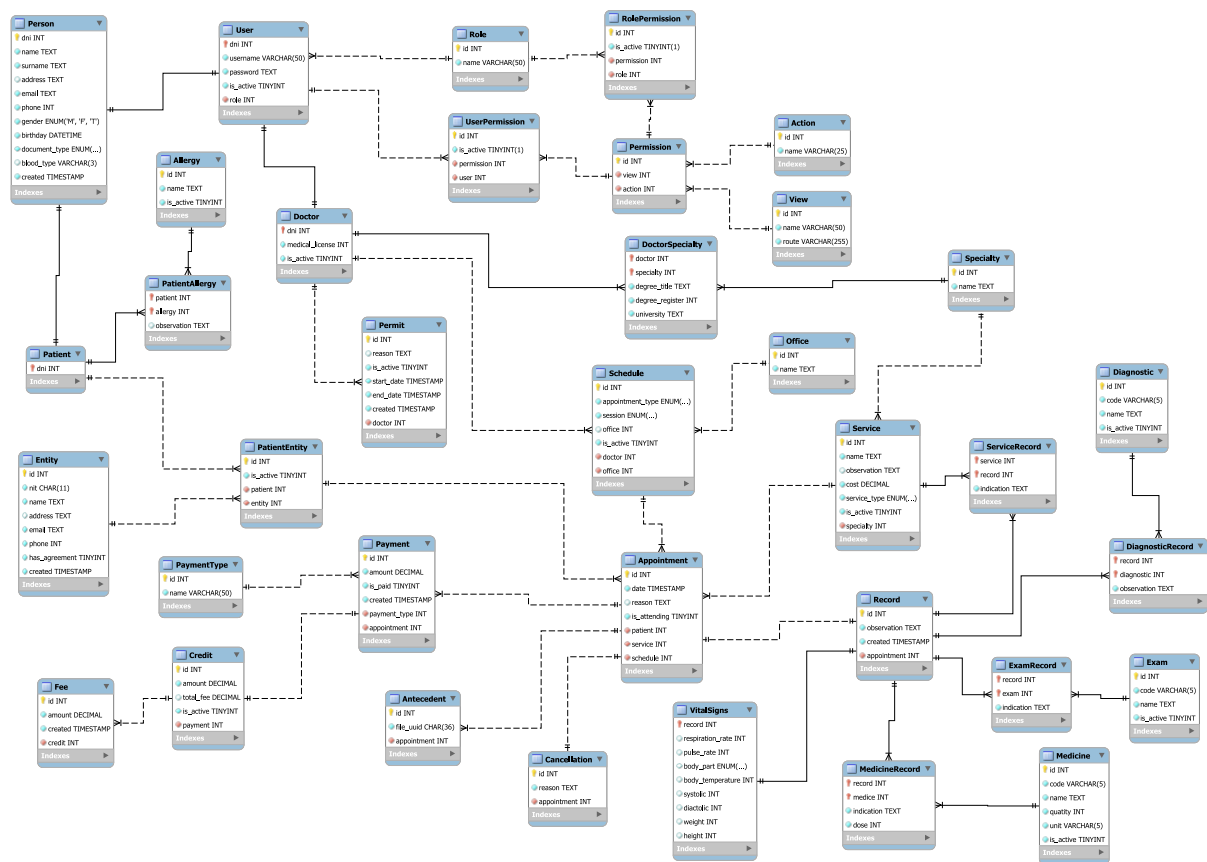 Person
dni INT
name TEXT
surname TEXT
address TEXT
email TEXT
phone INT
gender ENUM('M', 'F', 'T')
birthday DATETIME
document_type ENUM(...)
blood_type VARCHAR(3)
created TIMESTAMP
Indexes
User
dni INT
username VARCHAR(50)
password TEXT
is_active TINYINT
role INT
Indexes
Role
id INT
name VARCHAR(50)
Indexes
RolePermission
id INT
is_active TINYINT(1)
permission INT
role INT
Indexes
UserPermission
id INT
is_active TINYINT(1)
permission INT
user INT
Indexes
Permission
id INT
view INT
action INT
Indexes
Action
id INT
name VARCHAR(25)
Indexes
View
id INT
name VARCHAR(50)
route VARCHAR(255)
Indexes
Allergy
id INT
name TEXT
is_active TINYINT
Indexes
Doctor
dni INT
medical_license INT
is_active TINYINT
Indexes
DoctorSpecialty
doctor INT
specialty INT
degree_title TEXT
degree_register INT
university TEXT
Indexes
Specialty
id INT
name TEXT
Indexes
PatientAllergy
patient INT
allergy INT
observation TEXT
Indexes
Patient
dni INT
Indexes
Permit
id INT
reason TEXT
is_active TINYINT
start_date TIMESTAMP
end_date TIMESTAMP
created TIMESTAMP
doctor INT
Indexes
Office
id INT
name TEXT
Indexes
Schedule
id INT
appointment_type ENUM(...)
session ENUM(...)
office INT
is_active TINYINT
doctor INT
office INT
Indexes
Diagnostic
id INT
code VARCHAR(5)
name TEXT
is_active TINYINT
Indexes
Service
id INT
name TEXT
observation TEXT
cost DECIMAL
service_type ENUM(...)
is_active TINYINT
specialty INT
Indexes
ServiceRecord
service INT
record INT
indication TEXT
Indexes
PatientEntity
id INT
is_active TINYINT
patient INT
entity INT
Indexes
Entity
id INT
nit CHAR(11)
name TEXT
address TEXT
email TEXT
phone INT
has_agreement TINYINT
created TIMESTAMP
Indexes
Payment
id INT
amount DECIMAL
is_paid TINYINT
created TIMESTAMP
payment_type INT
appointment INT
Indexes
PaymentType
id INT
name VARCHAR(50)
Indexes
Appointment
id INT
date TIMESTAMP
reason TEXT
is_attending TINYINT
patient INT
service INT
schedule INT
Indexes
DiagnosticRecord
record INT
diagnostic INT
observation TEXT
Indexes
Record
id INT
observation TEXT
created TIMESTAMP
appointment INT
Indexes
Credit
id INT
amount DECIMAL
total_fee DECIMAL
is_active TINYINT
payment INT
Indexes
Fee
id INT
amount DECIMAL
created TIMESTAMP
credit INT
Indexes
Antecedent
id INT
file_uuid CHAR(36)
appointment INT
Indexes
Cancellation
id INT
reason TEXT
appointment INT
Indexes
VitalSigns
record INT
respiration_rate INT
pulse_rate INT
body_part ENUM(...)
body_temperature INT
systolic INT
diactolic INT
weight INT
height INT
Indexes
ExamRecord
record INT
exam INT
indication TEXT
Indexes
Exam
id INT
code VARCHAR(5)
name TEXT
is_active TINYINT
Indexes
MedicineRecord
record INT
medice INT
indication TEXT
dose INT
Indexes
Medicine
id INT
code VARCHAR(5)
name TEXT
quatity INT
unit VARCHAR(5)
is_active TINYINT
Indexes